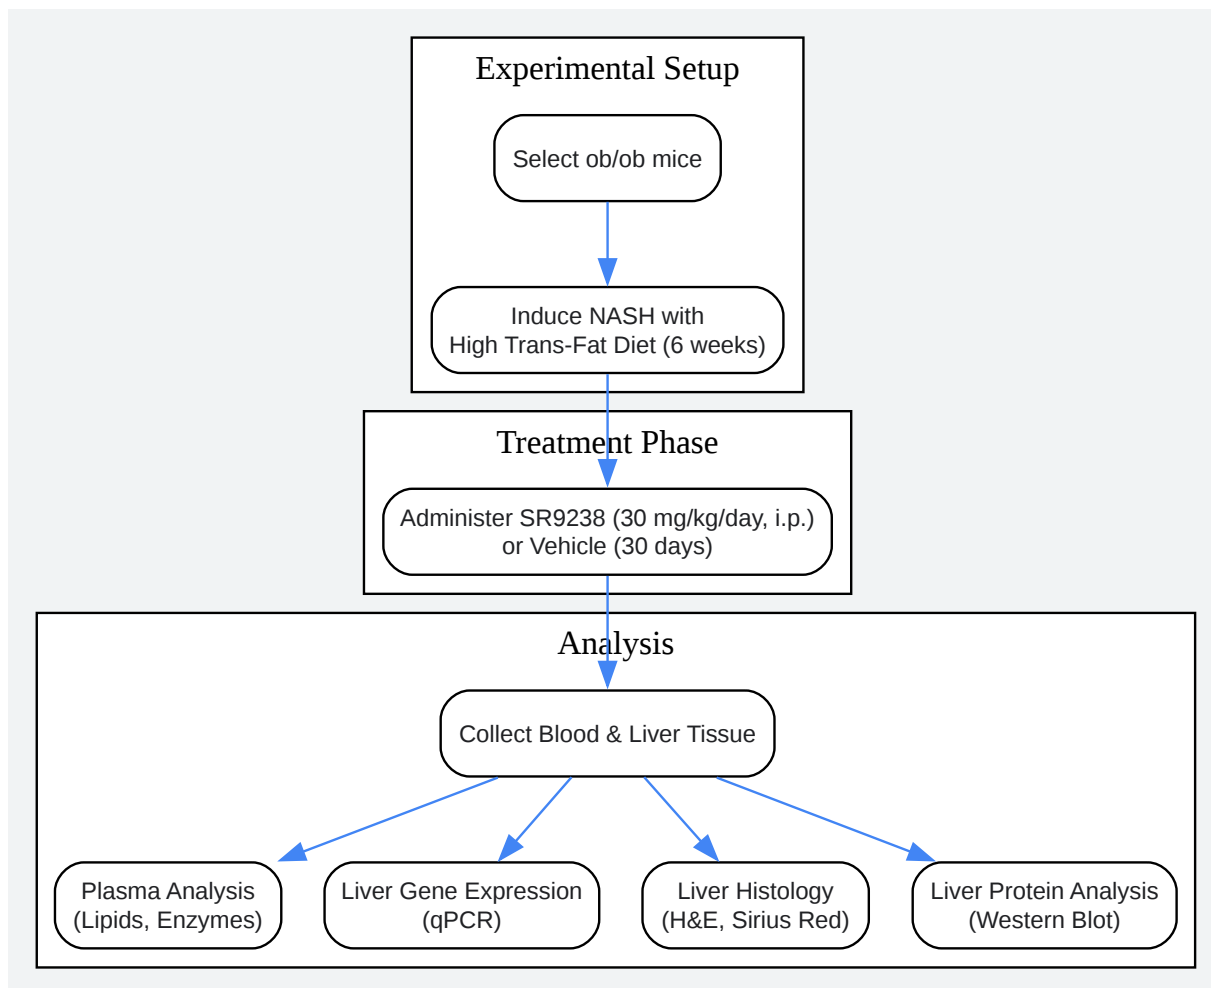 Experimental Setup
Select ob/ob mice
Induce NASH with
High Trans-Fat Diet (6 weeks)
Treatment Phase
Administer SR9238 (30 mg/kg/day, i.p.)
or Vehicle (30 days)
Analysis
Collect Blood & Liver Tissue
Plasma Analysis
(Lipids, Enzymes)
Liver Gene Expression
(qPCR)
Liver Histology
(H&E, Sirius Red)
Liver Protein Analysis
(Western Blot)